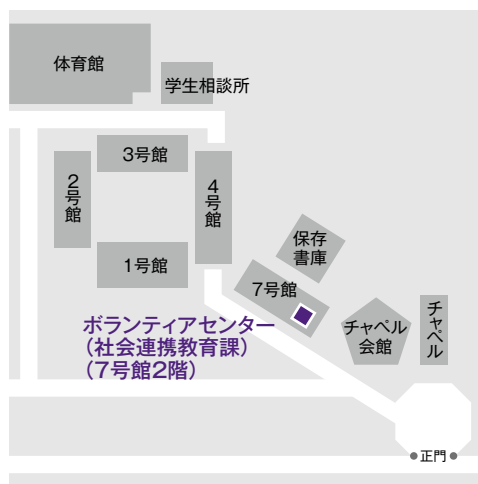 体育館
学生相談所
3号館
2号館
4号館
1号館
保存
書庫
7号館
ボランティアセンター
（社会連携教育課）
（7号館2階）
チャペル
会館
チャペル
正門